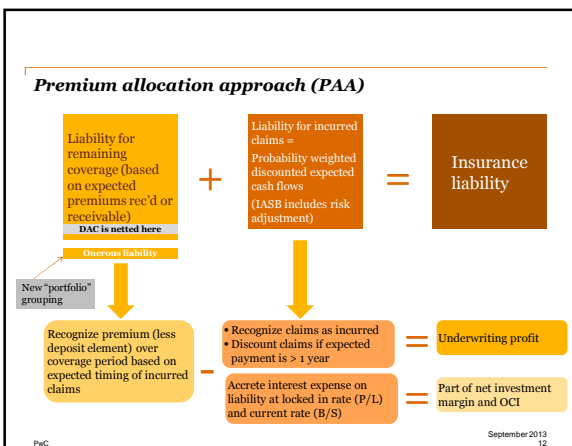 Premium allocation approach (PAA)
Liability for
remaining
coverage (based
on expected
premiums rec'd or
receivable)
DAC is netted here
Onerous liability
New "portfolio"
grouping
+
Liability for incurred
claims =
Probability weighted
discounted expected
cash flows
(IASB includes risk
adjustment)
=
Insurance
liability
Recognize premium (less
deposit element) over
coverage period based on
expected timing of incurred
claims
-
• Recognize claims as incurred
• Discount claims if expected
payment is > 1 year
=
Underwriting profit
Accrete interest expense on
liability at locked in rate (P/L)
and current rate (B/S)
=
Part of net investment
margin and OCI
PwC
September 2013
12